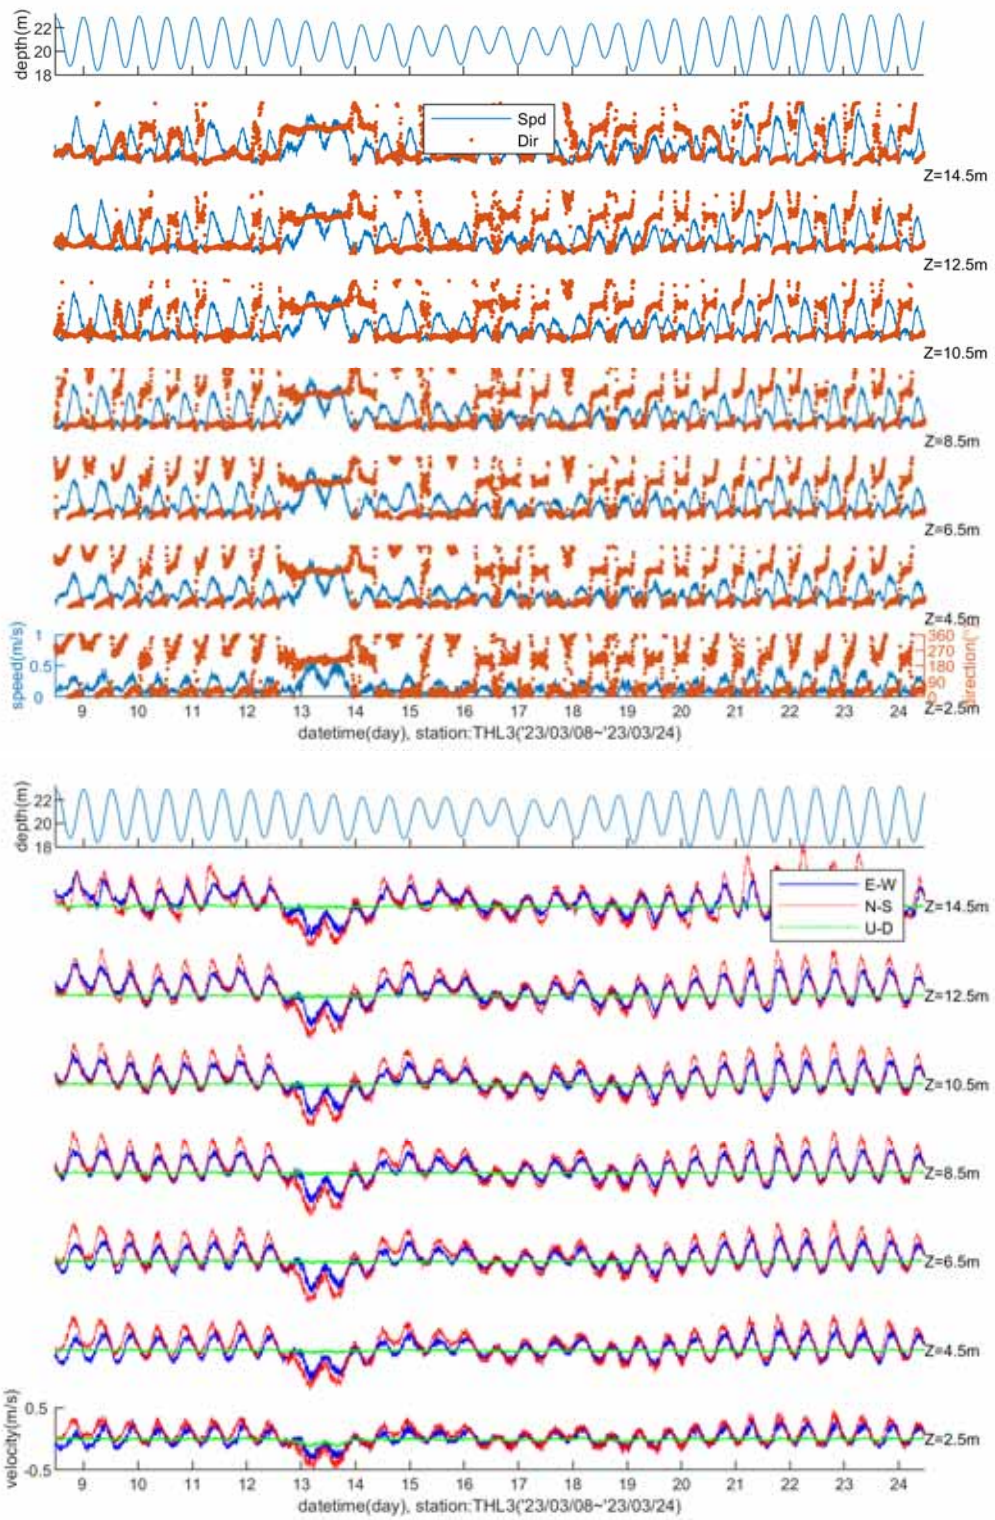 depth(m)
22
20
18
Spd
Dir
Z=14.5m
Z=12.5m
Z=10.5m
Z=8.5m
Z=6.5m
Z=4.5m
speed(m/s)
1
0.5
0
360
270
180
90
0
direction(°
Z=2.5m
9 10 11 12 13 14 15 16 17 18 19 20 21 22 23 24
datetime(day), station:THL3('23/03/08~'23/03/24)
depth(m)
22
20
18
E-W
N-S
U-D
Z=14.5m
Z=12.5m
Z=10.5m
Z=8.5m
Z=6.5m
Z=4.5m
velocity(m/s)
0.5
-0.5
Z=2.5m
9 10 11 12 13 14 15 16 17 18 19 20 21 22 23 24
datetime(day), station:THL3('23/03/08~'23/03/24)